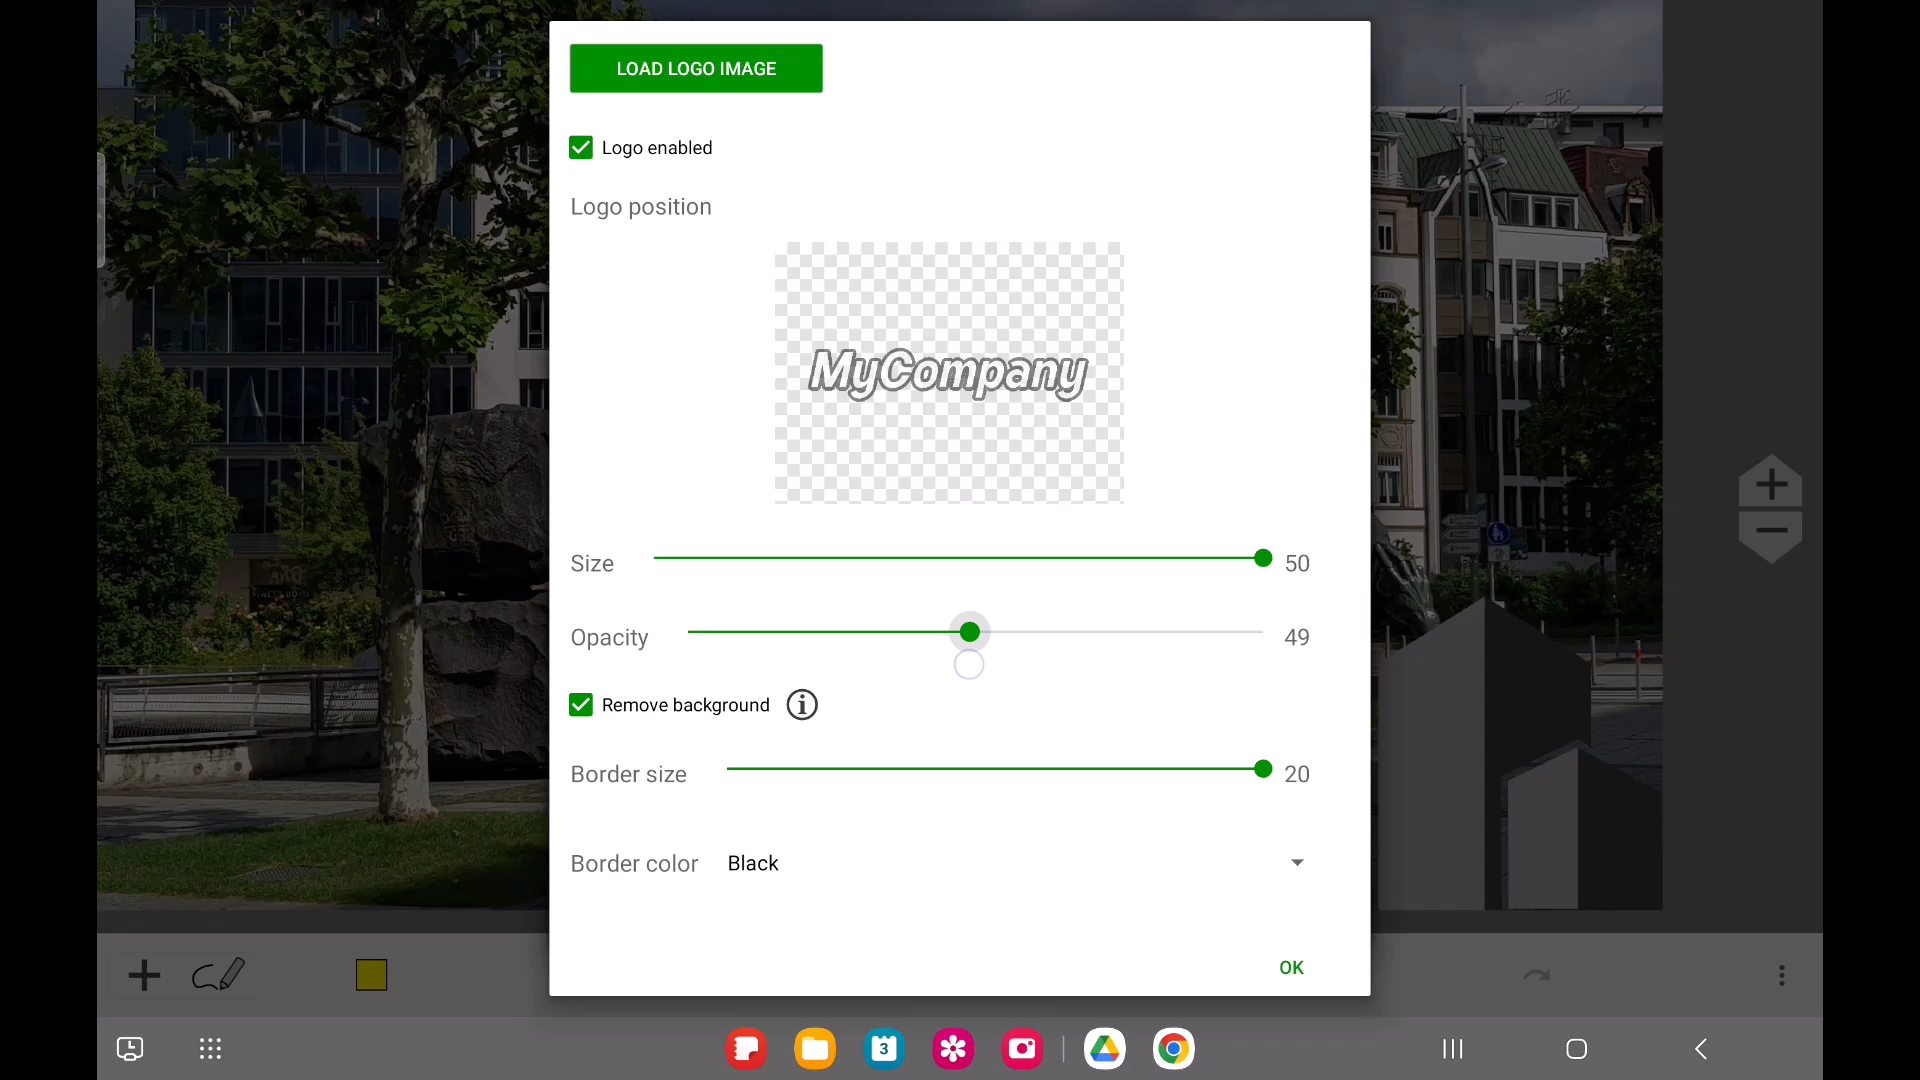 LOAD LOGO IMAGE
Logo enabled
Logo position
MyCompany
Size 50
Opacity 49
Remove background
Border size 20
Border color Black
OK
3